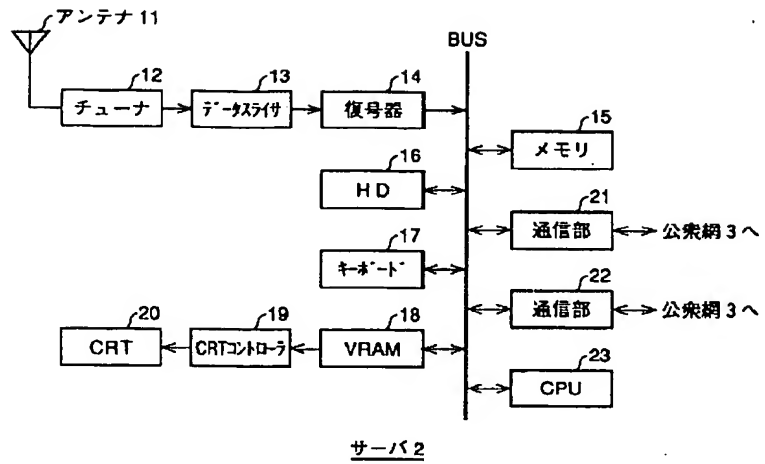 アンテナ 11
BUS
12
チューナ
13
データスライサ
14
復号器
15
メモリ
16
HD
21
通信部
公衆網 3 へ
17
キーボード
22
通信部
公衆網 3 へ
20
CRT
19
CRTコントローラ
18
VRAM
23
CPU
サーバ 2